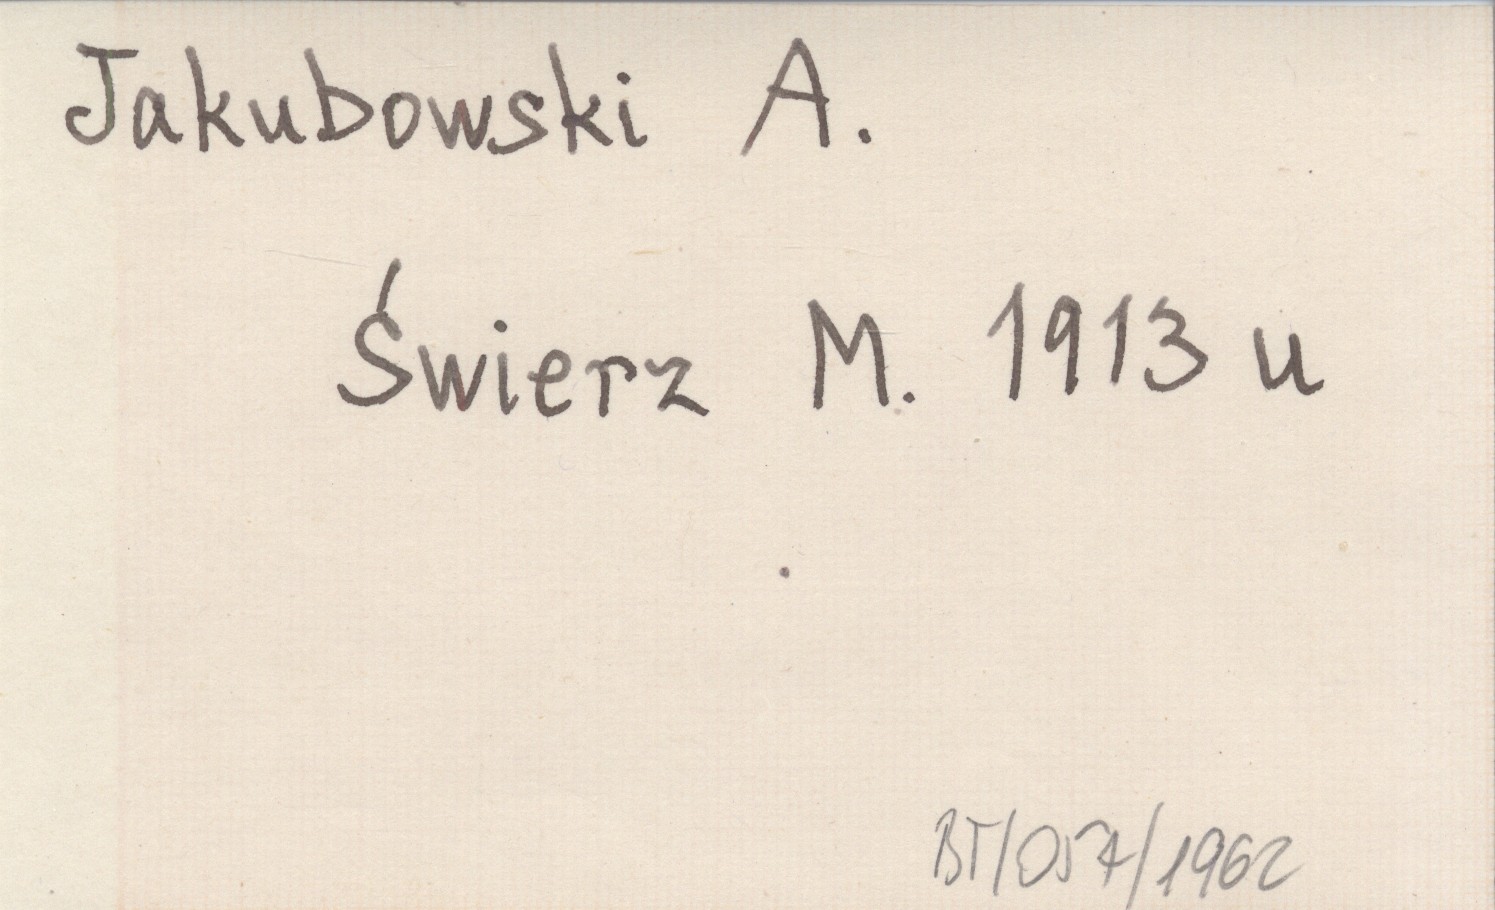 Jakubowski A.
Świerz M. 1913 u
BT/057/1962